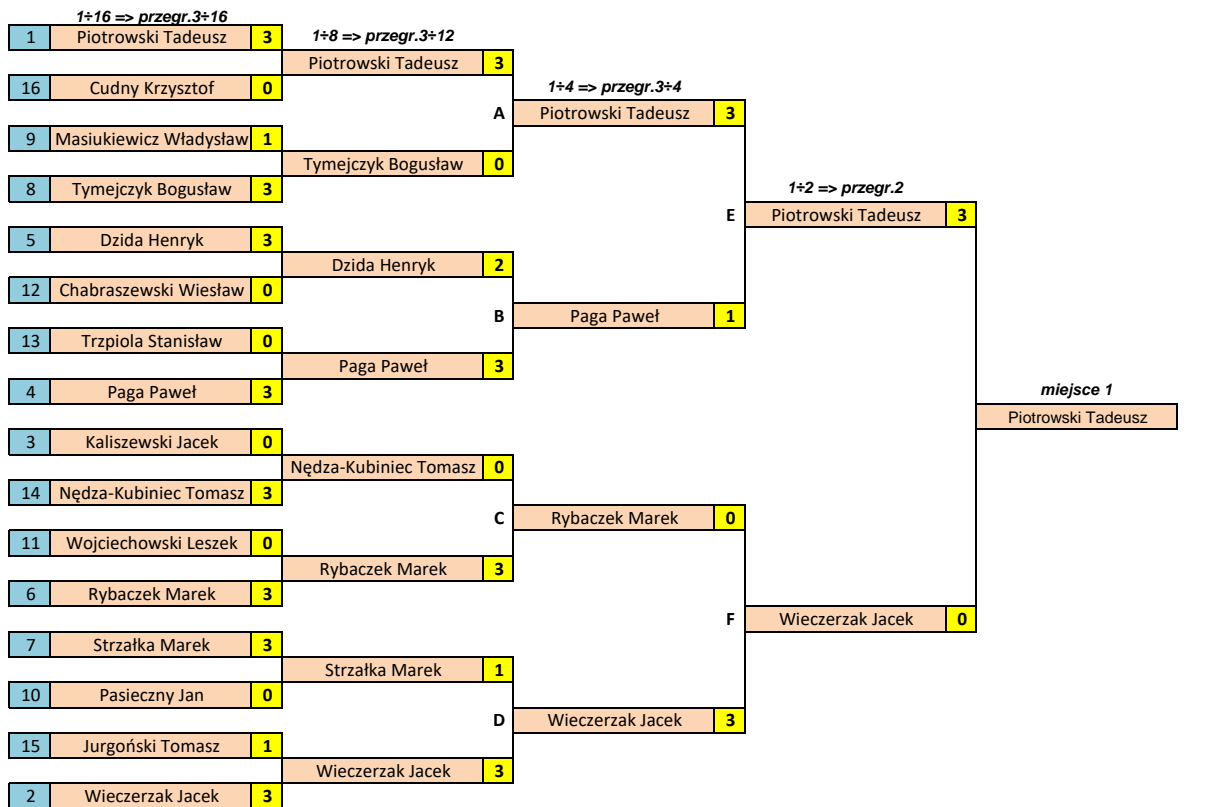 1÷16 => przegr.3÷16
1 Piotrowski Tadeusz 3
1÷8 => przegr.3÷12
Piotrowski Tadeusz 3
16 Cudny Krzysztof 0
1÷4 => przegr.3÷4
A Piotrowski Tadeusz 3
9 Masiukiewicz Władysław 1
Tymejczyk Bogusław 0
8 Tymejczyk Bogusław 3
1÷2 => przegr.2
E Piotrowski Tadeusz 3
5 Dzida Henryk 3
Dzida Henryk 2
12 Chabraszewski Wiesław 0
B Paga Paweł 1
13 Trzpiola Stanisław 0
Paga Paweł 3
4 Paga Paweł 3
miejsce 1
Piotrowski Tadeusz
3 Kaliszewski Jacek 0
Nędza-Kubiniec Tomasz 0
14 Nędza-Kubiniec Tomasz 3
C Rybaczek Marek 0
11 Wojciechowski Leszek 0
Rybaczek Marek 3
6 Rybaczek Marek 3
F Wieczerzak Jacek 0
7 Strzałka Marek 3
Strzałka Marek 1
10 Pasieczny Jan 0
D Wieczerzak Jacek 3
15 Jurgoński Tomasz 1
Wieczerzak Jacek 3
2 Wieczerzak Jacek 3